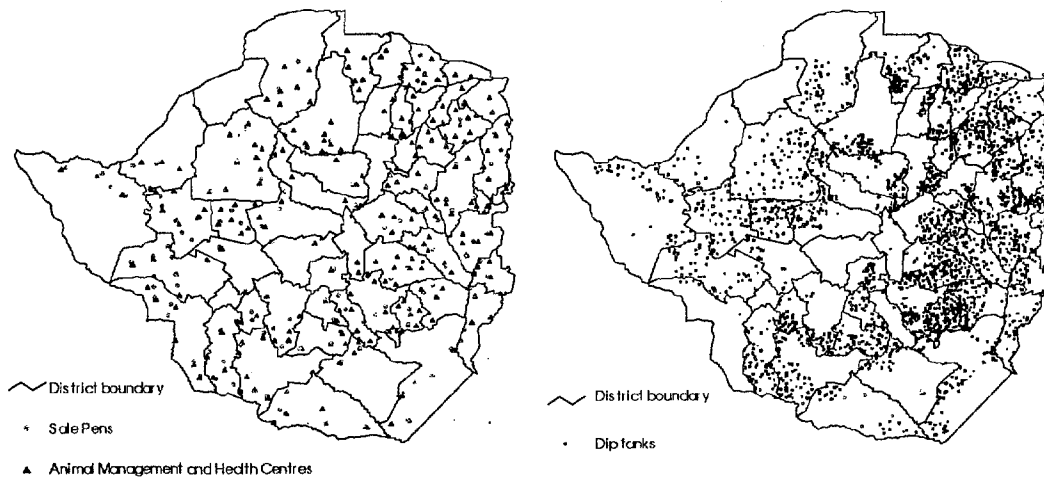 District boundary
Sale Pens
Animal Management and Health Centres
District boundary
Dip tanks